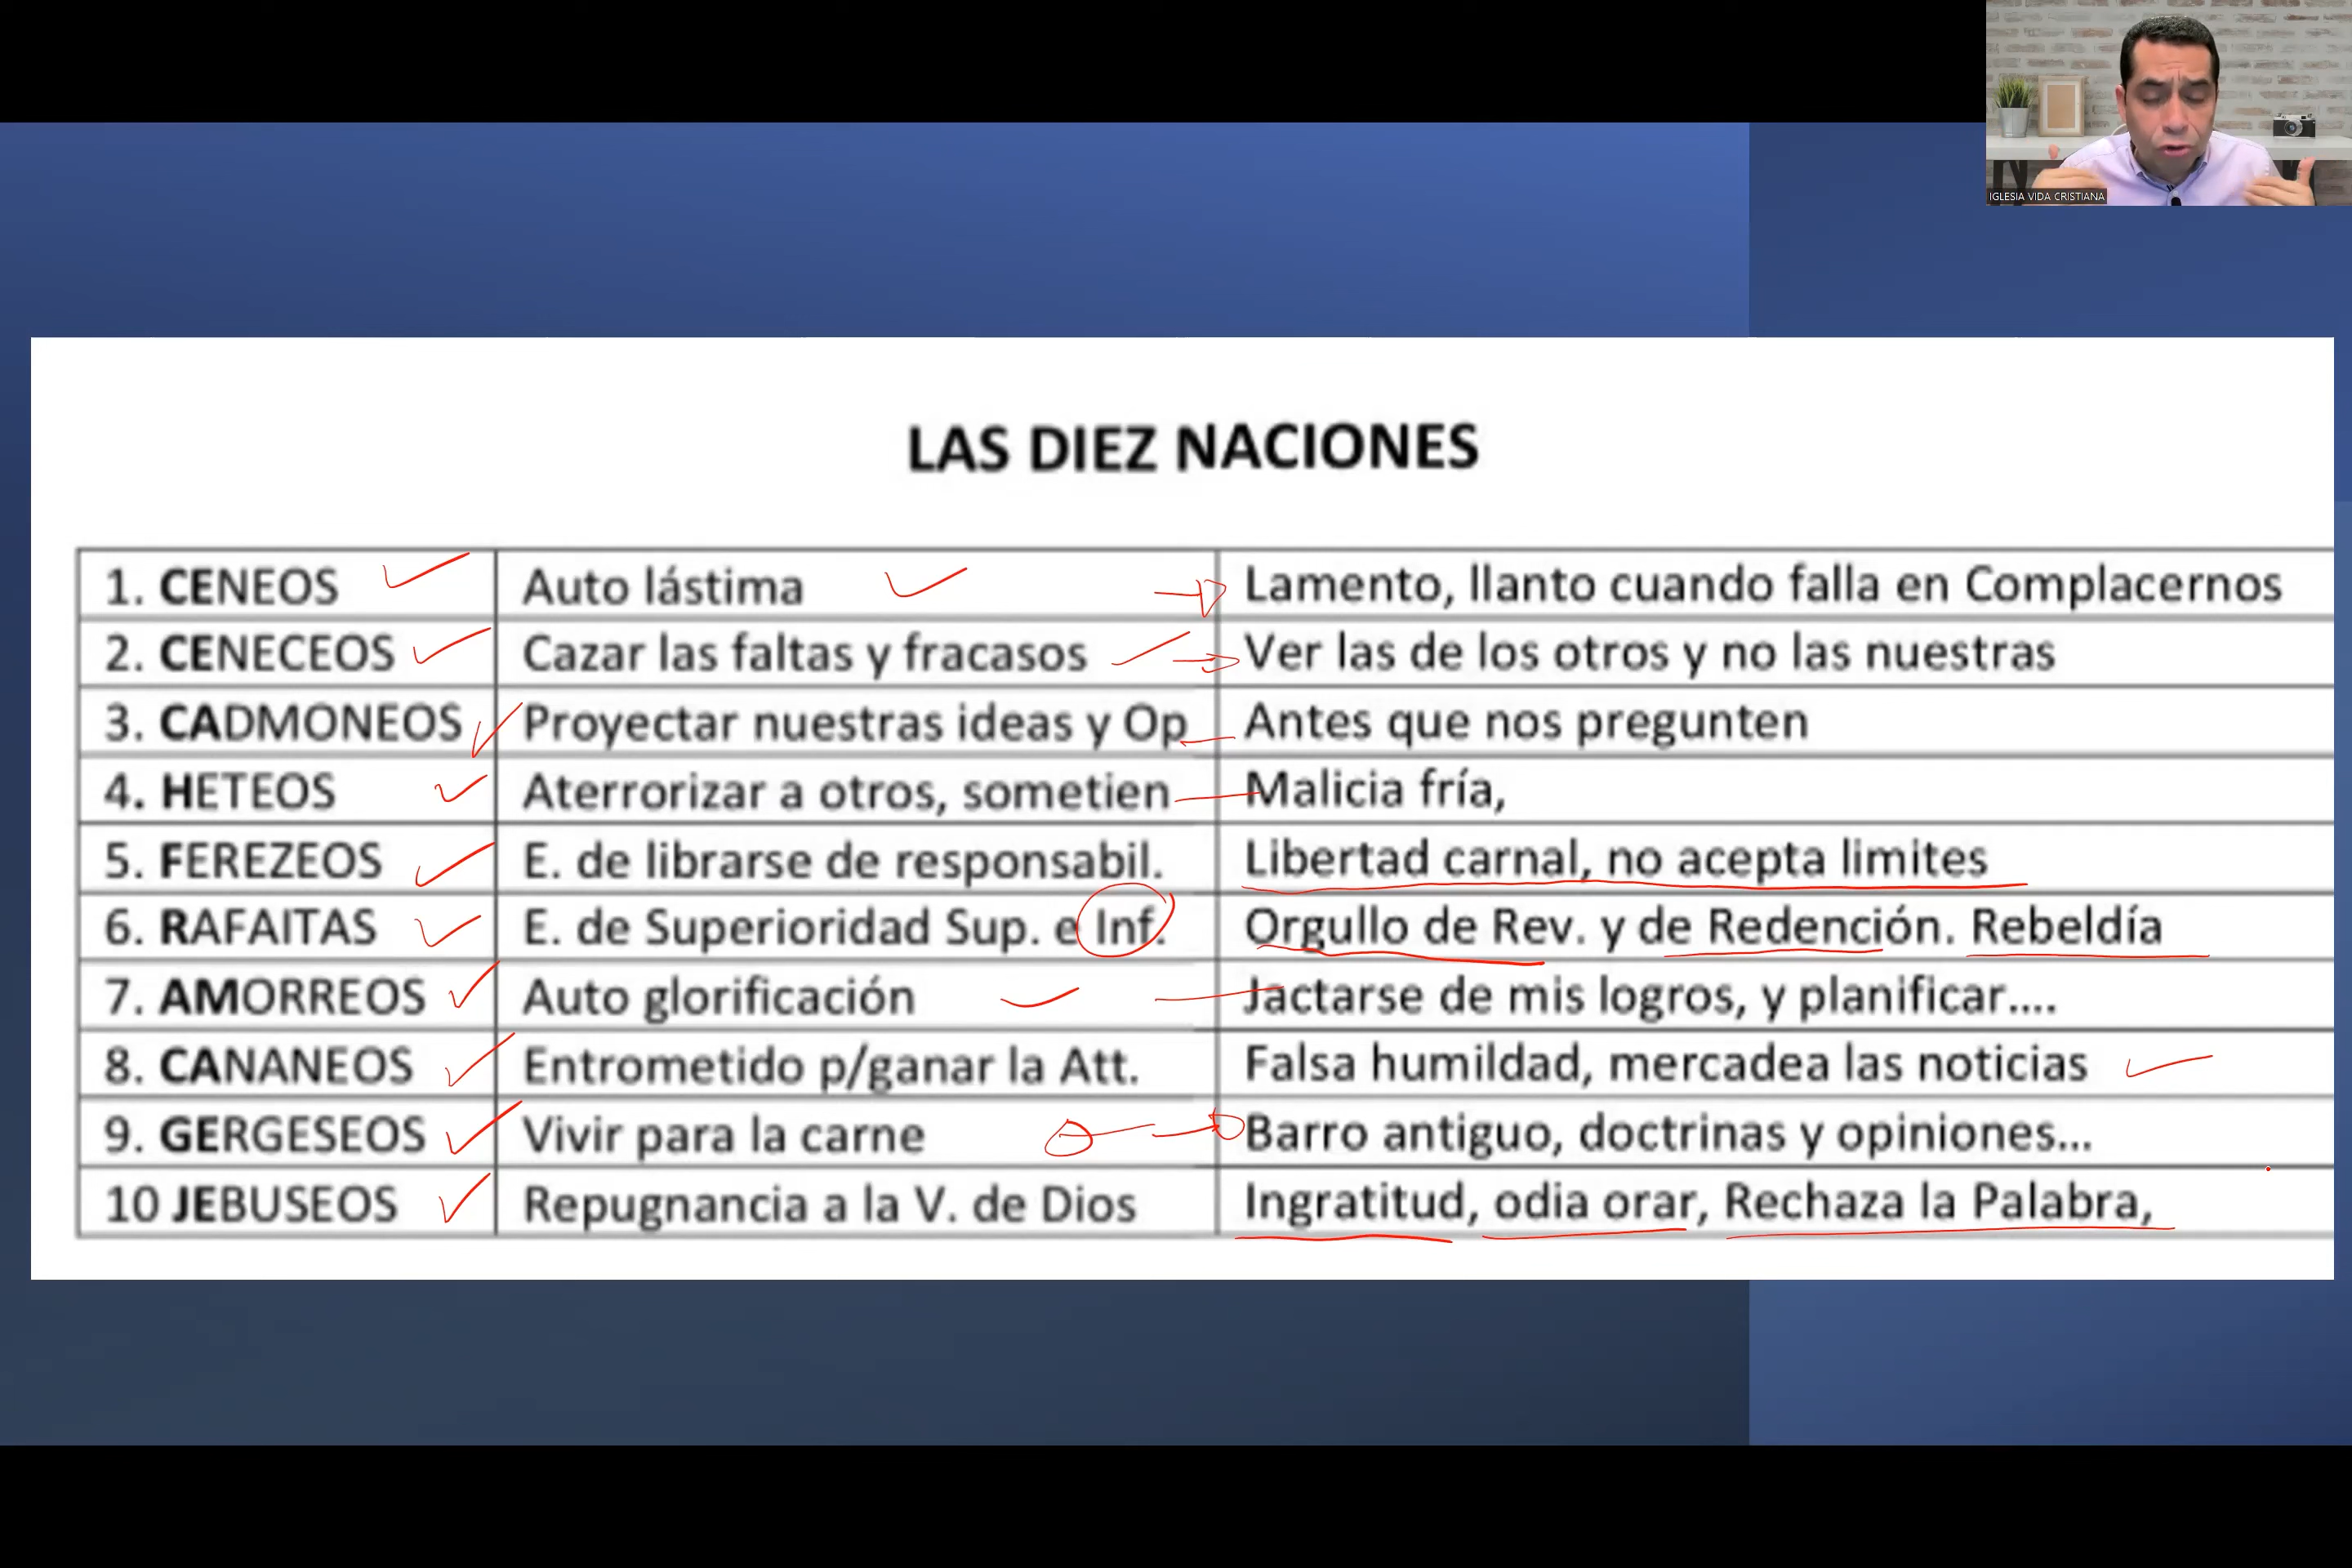 IGLESIA VIDA CRISTIANA
LAS DIEZ NACIONES
1. CENEOS Auto lástima Lamento, llanto cuando falla en Complacernos
2. CENECEOS Cazar las faltas y fracasos Ver las de los otros y no las nuestras
3. CADMONEOS Proyectar nuestras ideas y Op Antes que nos pregunten
4. HETEOS Aterrorizar a otros, sometien Malicia fría,
5. FEREZEOS E. de librarse de responsabil. Libertad carnal, no acepta limites
6. RAFAITAS E. de Superioridad Sup. e Inf. Orgullo de Rev. y de Redención. Rebeldía
7. AMORREOS Auto glorificación Jactarse de mis logros, y planificar....
8. CANANEOS Entrometido p/ganar la Att. Falsa humildad, mercadea las noticias
9. GERGESEOS Vivir para la carne Barro antiguo, doctrinas y opiniones...
10 JEBUSEOS Repugnancia a la V. de Dios Ingratitud, odia orar, Rechaza la Palabra,